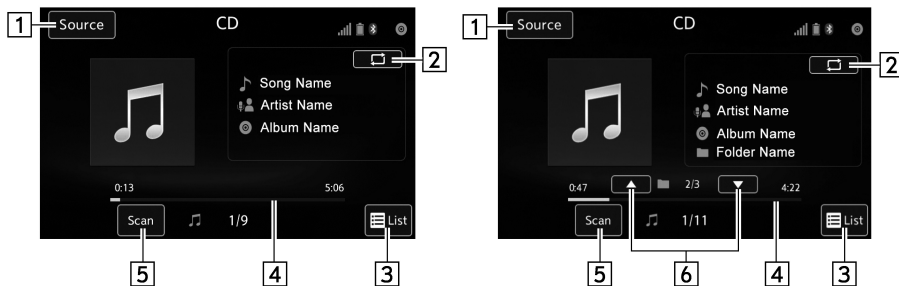 1 Source CD
2
Song Name
Artist Name
Album Name
0:13 5:06
Scan 1/9 List
5 4 3
1 Source CD
2
Song Name
Artist Name
Album Name
Folder Name
0:47 2/3 4:22
Scan 1/11 List
5 6 4 3